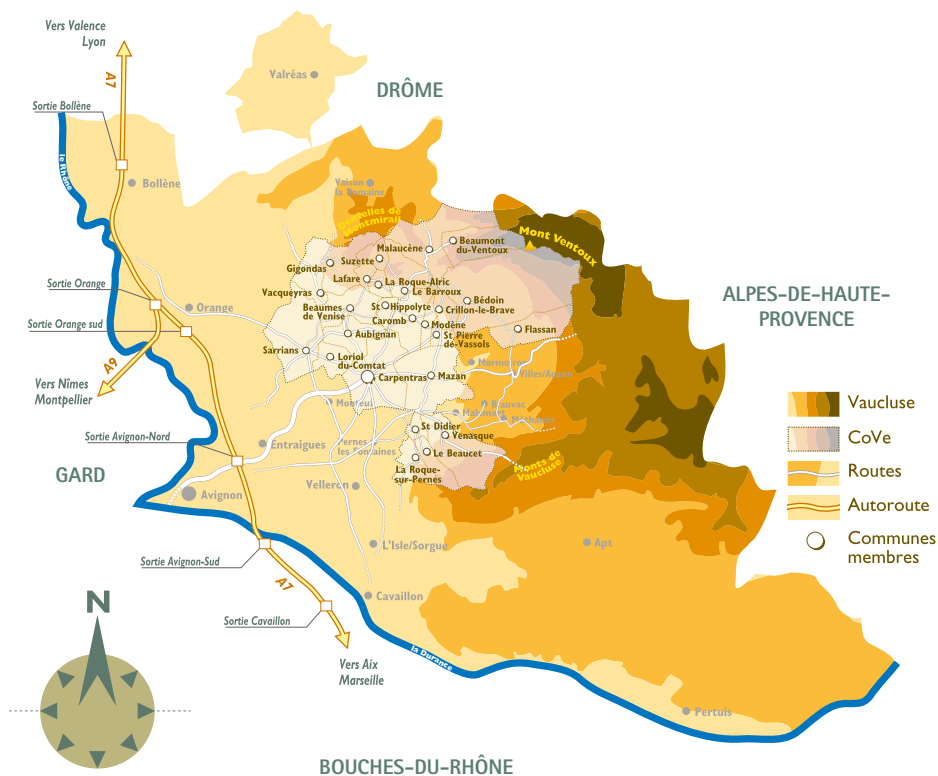 Vers Valence
Lyon
A7
Valréas
DRÔME
Sortie Bollène
le Rhône
Bollène
Vaison
la Romaine
Dentelles de
Montmirail
Mont Ventoux
Malaucène
Beaumont
du-Ventoux
Suzette
Gigondas
Lafare
La Roque-Alric
Le Barroux
Vacqueyras
Sortie Orange
Orange
Beaumes
de Venise
St Hippolyte
Bédoin
Crillon-le-Brave
Caromb
Modène
Flassan
ALPES-DE-HAUTE-
PROVENCE
Sortie Orange sud
Aubignan
St Pierre
de-Vassols
Sarrians
Loriol
du-Comtat
Mormoiron
Villes/Auzon
A9
Vers Nîmes
Montpellier
Carpentras
Mazan
Monteux
Blauvac
Malemort
Méthamis
Vaucluse
CoVe
Routes
Autoroute
Communes
membres
Sortie Avignon-Nord
Entraigues
Pernes
les Fontaines
St Didier
Venasque
Le Beaucet
La Roque-
sur-Pernes
Monts de
Vaucluse
GARD
Avignon
Velleron
L'Isle/Sorgue
Apt
Sortie Avignon-Sud
A7
Cavaillon
Sortie Cavaillon
N
la Durance
Vers Aix
Marseille
Pertuis
BOUCHES-DU-RHÔNE